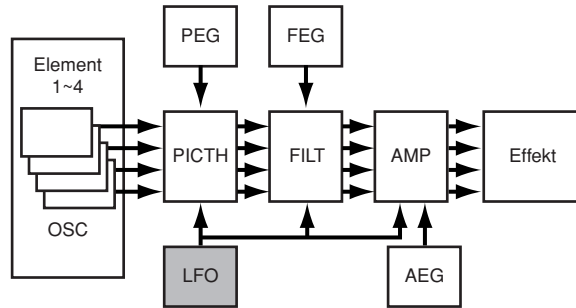 PEG
FEG
Element
1~4
PICTH
FILT
AMP
Effekt
OSC
LFO
AEG